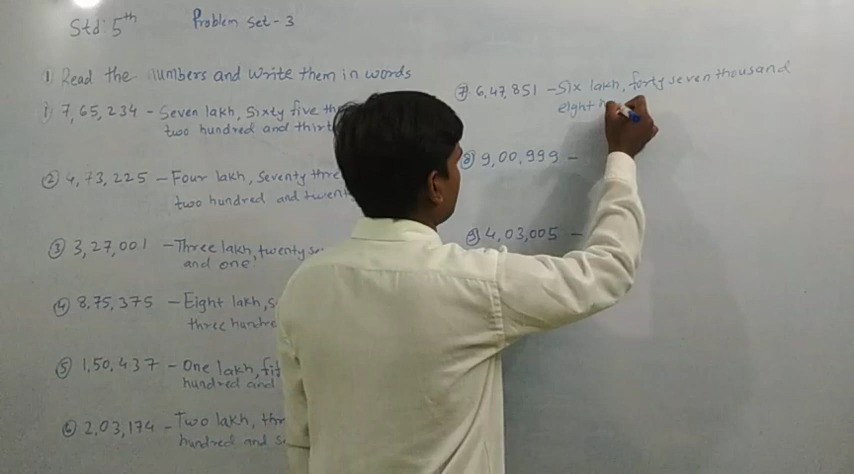 Std: 5th
Problem set - 3
1) Read the numbers and write them in words
1) 7,65,234 - Seven lakh, Sixty five
two hundred and
② 4,73,225 - Four lakh, Seventy
two hundred and
③ 3,27,001 - Three lakh, twenty
and one
④ 8,75,375 - Eight lakh,
three
⑤ 1,50,437 - One lakh,
hundred and
⑥ 2,03,174 - Two lakh,
hundred and
⑦ 6,47,851 - Six lakh, forty seven thousand
eight
⑧ 9,00,999 -
⑨ 4,03,005 -